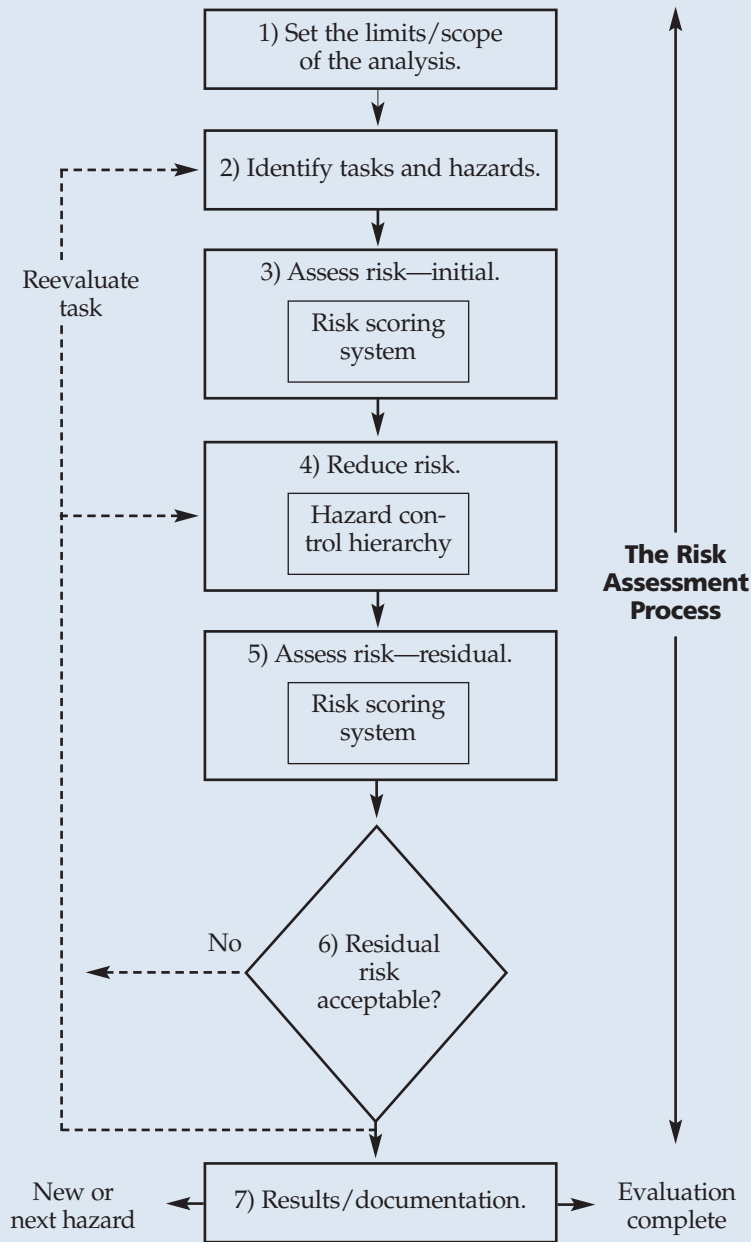 1) Set the limits/scope
of the analysis.
2) Identify tasks and hazards.
Reevaluate
task
3) Assess risk—initial.
Risk scoring
system
4) Reduce risk.
Hazard con-
trol hierarchy
The Risk
Assessment
Process
5) Assess risk—residual.
Risk scoring
system
No
6) Residual
risk
acceptable?
New or
next hazard
7) Results/documentation.
Evaluation
complete